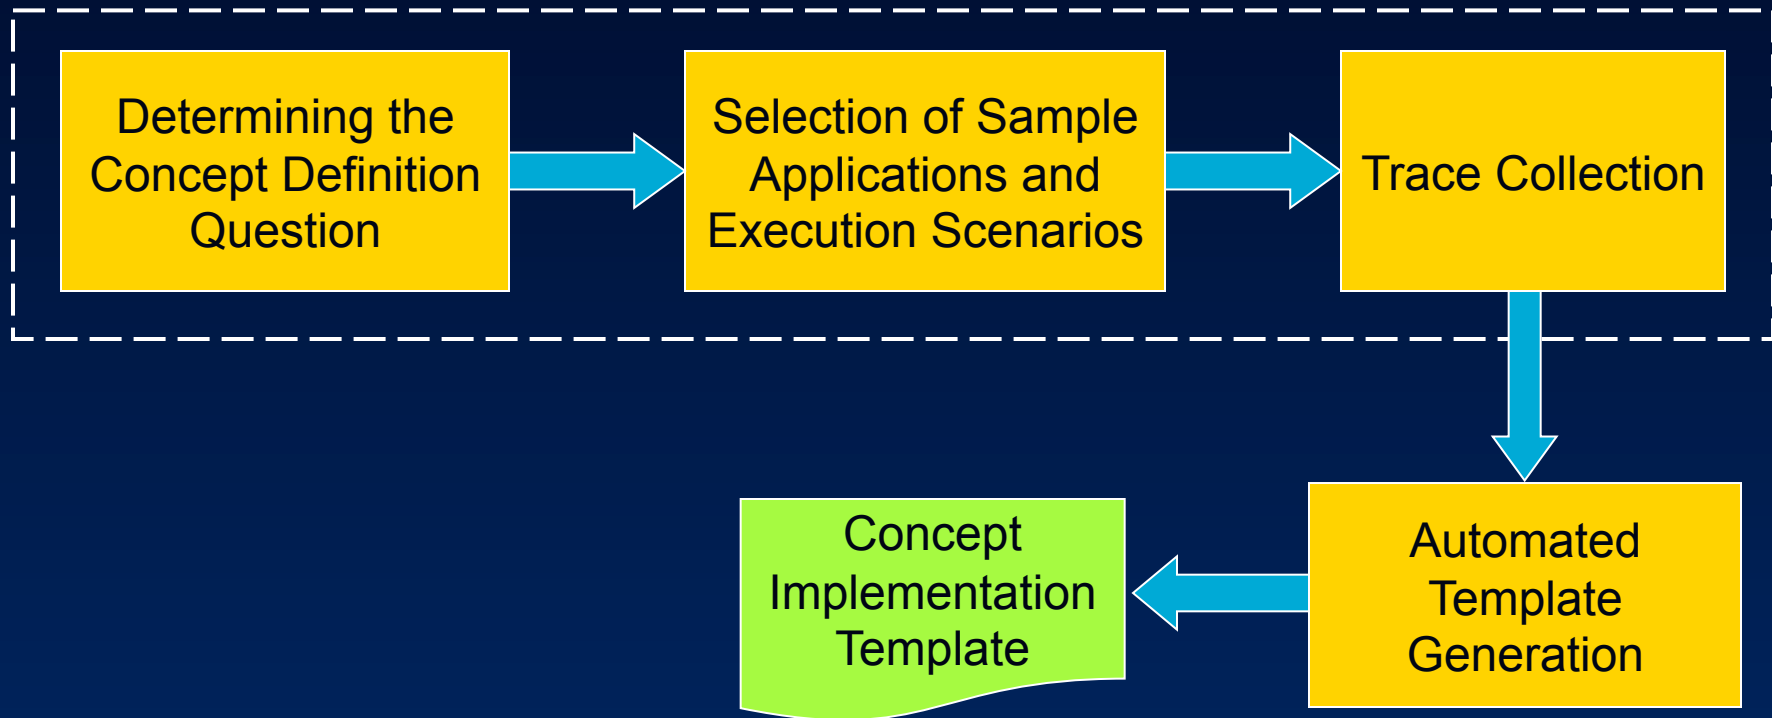 Determining the
Concept Definition
Question
Selection of Sample
Applications and
Execution Scenarios
Trace Collection
Automated
Template
Generation
Concept
Implementation
Template